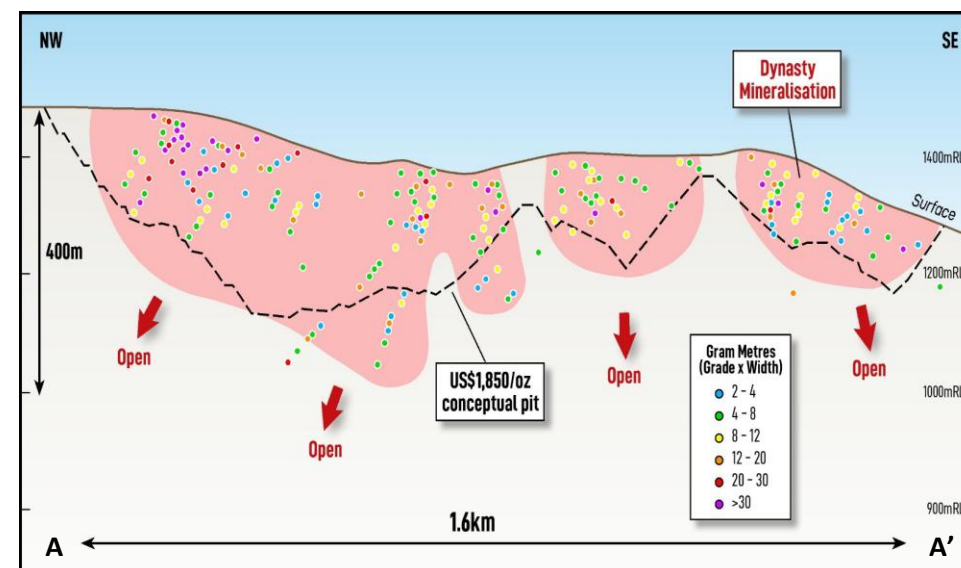 NW
SE
Dynasty
Mineralisation
1400mRL
Surface
400m
1200mRL
Open
Open
Open
Open
US$1,850/oz
conceptual pit
Gram Metres
(Grade x Width)
2 - 4
4 - 8
8 - 12
12 - 20
20 - 30
>30
1000mRL
900mRL
1.6km
A
A’